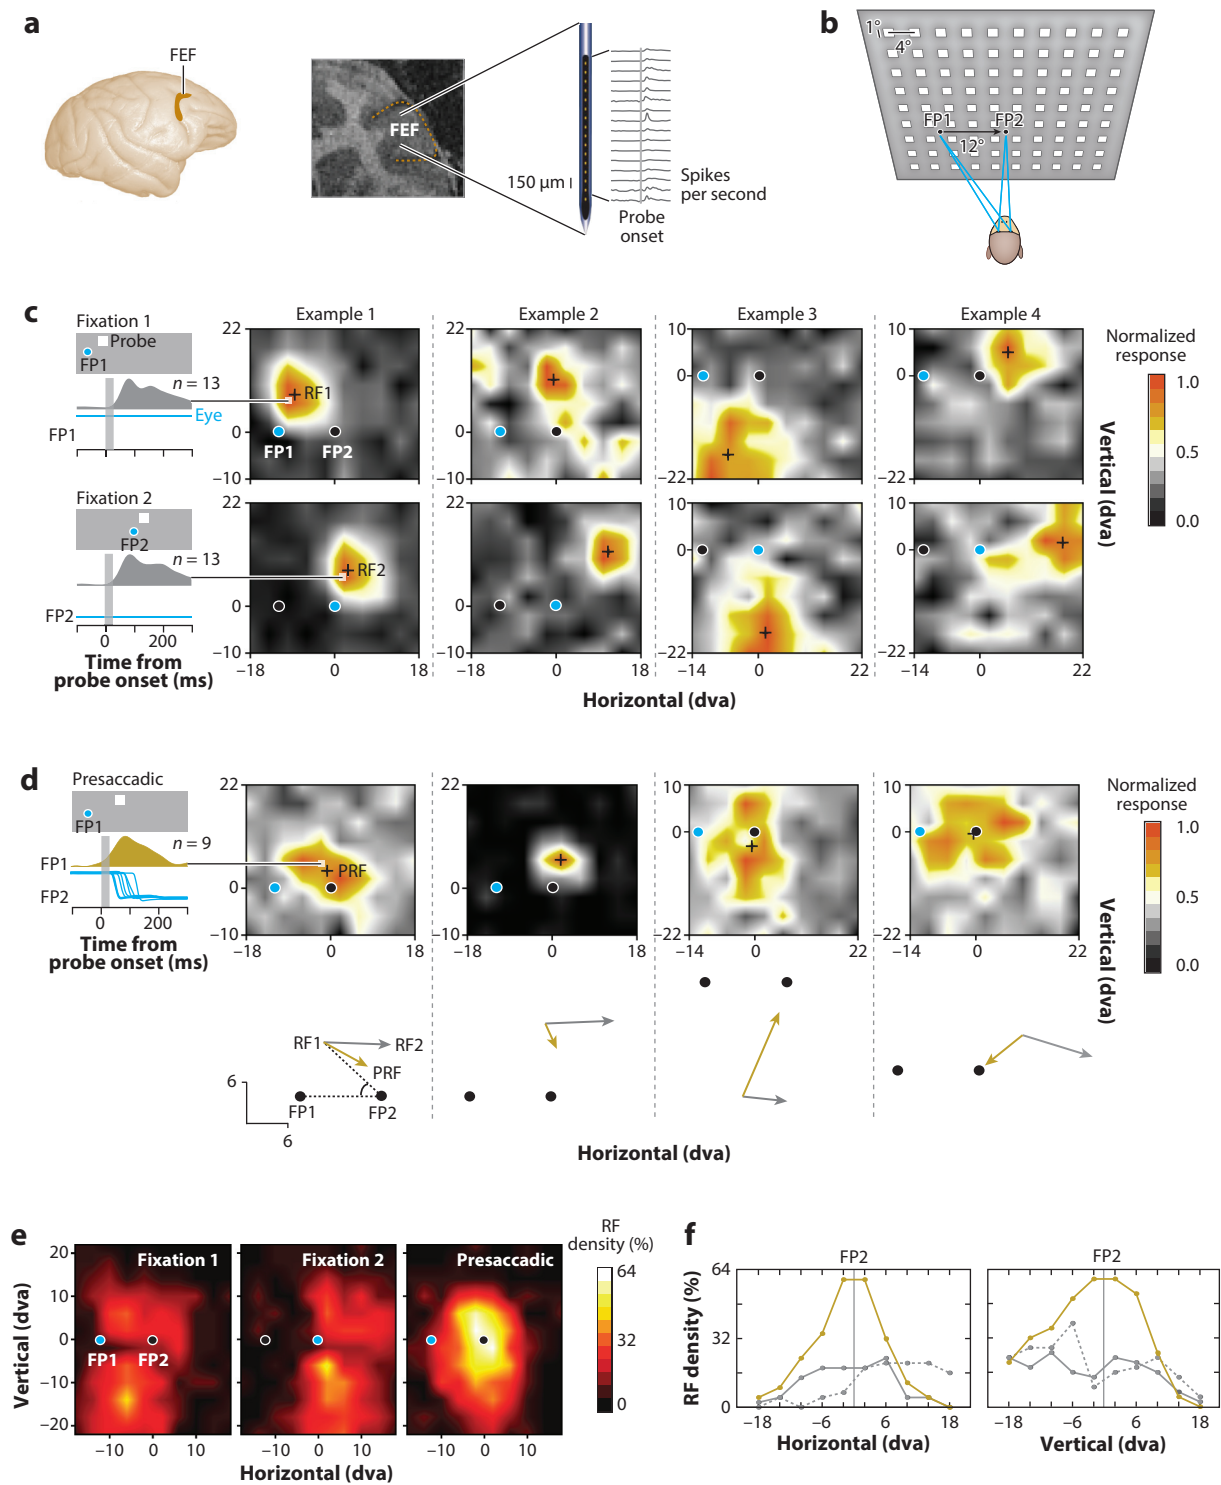 a
FEF
FEF
150 μm
Spikes
per second
Probe
onset
b
1°
4°
FP1
FP2
12°
c
Fixation 1
Probe
FP1
n = 13
Eye
FP1
Fixation 2
FP2
n = 13
FP2
0
200
Time from
probe onset (ms)
Example 1
Example 2
Example 3
Example 4
22
0
−10
RF1
FP1
FP2
22
0
−10
10
0
−22
10
0
−22
22
0
−10
RF2
−18
0
18
22
0
−10
−18
0
18
10
0
−22
−14
0
22
10
0
−22
−14
0
22
Horizontal (dva)
Vertical (dva)
Normalized
response
1.0
0.5
0.0
d
Presaccadic
FP1
n = 9
FP1
FP2
0
200
Time from
probe onset (ms)
22
0
−10
PRF
−18
0
18
22
0
−10
−18
0
18
10
0
−22
−14
0
22
10
0
−22
−14
0
22
Vertical (dva)
Normalized
response
1.0
0.5
0.0
RF1
RF2
PRF
FP1
FP2
6
6
Horizontal (dva)
e
Vertical (dva)
20
10
0
−10
−20
Fixation 1
Fixation 2
Presaccadic
FP1
FP2
−10
0
10
−10
0
10
−10
0
10
Horizontal (dva)
RF
density (%)
64
32
0
f
RF density (%)
64
32
0
FP2
−18
−6
6
18
Horizontal (dva)
FP2
−18
−6
6
18
Vertical (dva)